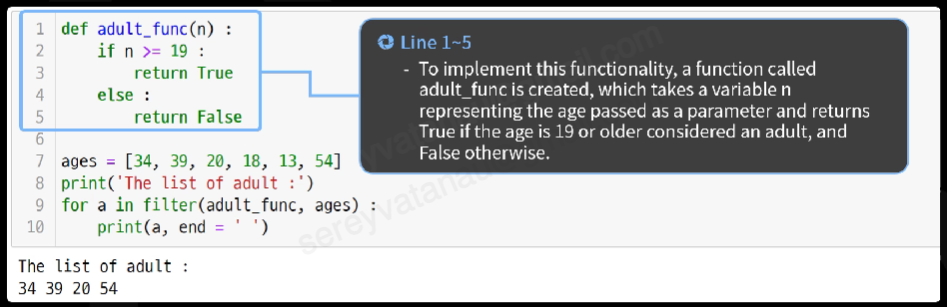 1 def adult_func(n) :
2     if n >= 19 :
3         return True
4     else :
5         return False
6
7 ages = [34, 39, 20, 18, 13, 54]
8 print('The list of adult :')
9 for a in filter(adult_func, ages) :
10     print(a, end = ' ')
Line 1~5
- To implement this functionality, a function called
adult_func is created, which takes a variable n
representing the age passed as a parameter and returns
True if the age is 19 or older considered an adult, and
False otherwise.
The list of adult :
34 39 20 54